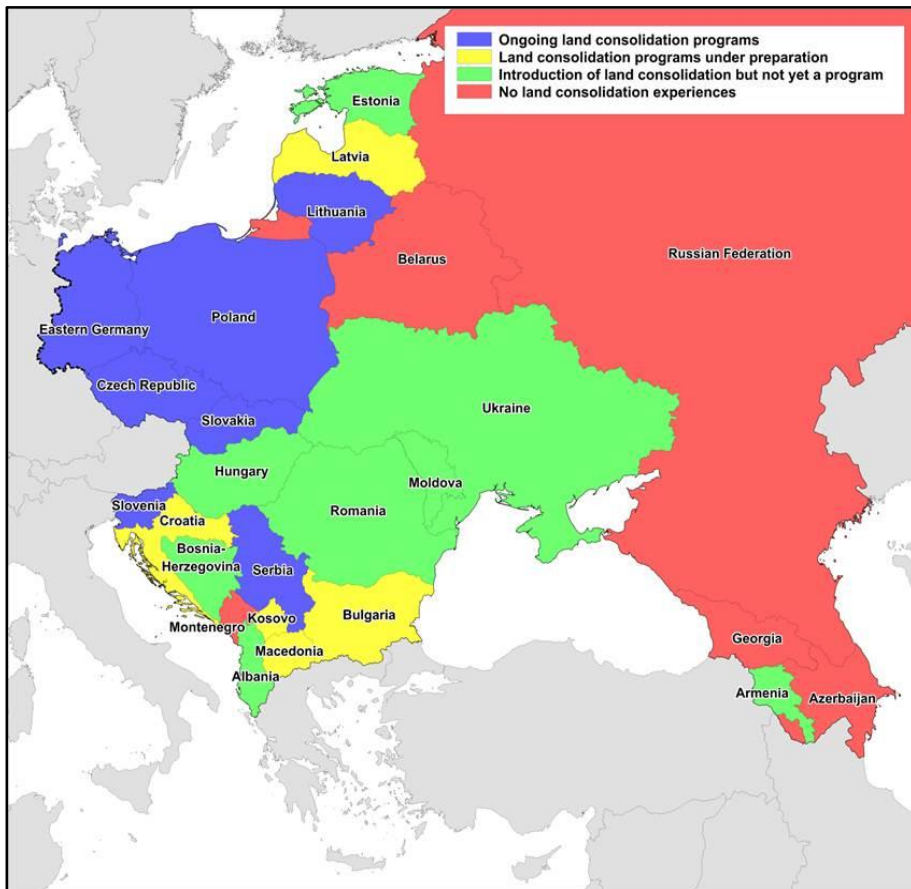 Ongoing land consolidation programs
Land consolidation programs under preparation
Introduction of land consolidation but not yet a program
No land consolidation experiences
Estonia
Latvia
Lithuania
Belarus
Russian Federation
Poland
Eastern Germany
Czech Republic
Slovakia
Ukraine
Hungary
Moldova
Romania
Slovenia
Croatia
Bosnia-
Herzegovina
Serbia
Bulgaria
Kosovo
Montenegro
Macedonia
Albania
Georgia
Armenia
Azerbaijan